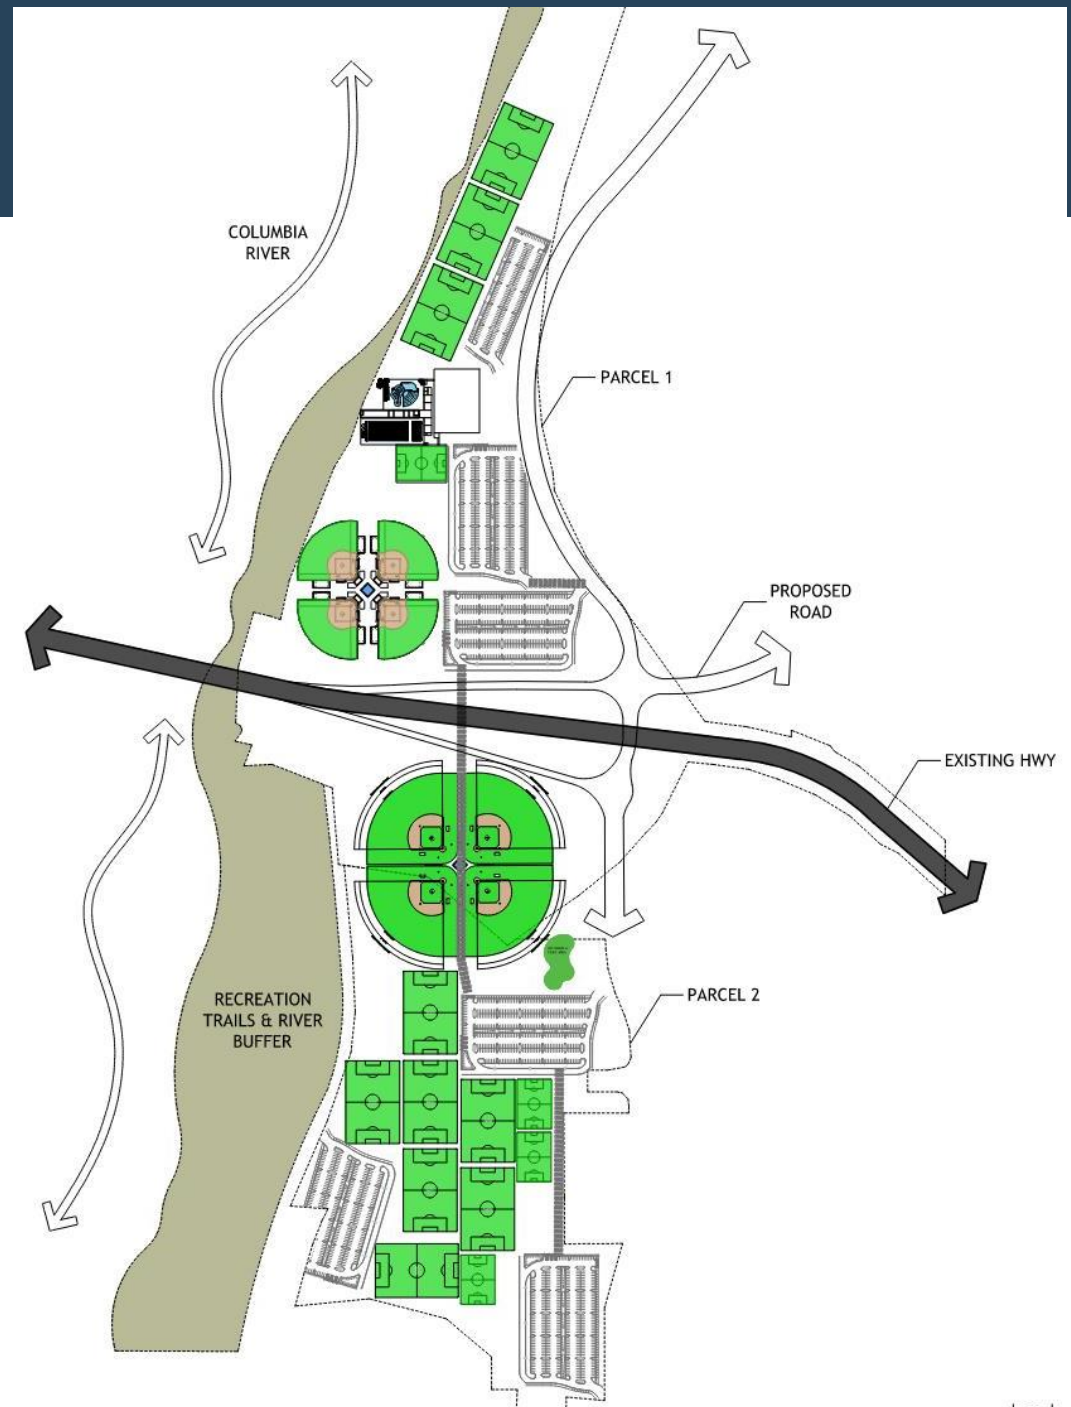 COLUMBIA
RIVER
PARCEL 1
PROPOSED
ROAD
EXISTING HWY
PARCEL 2
RECREATION
TRAILS & RIVER
BUFFER